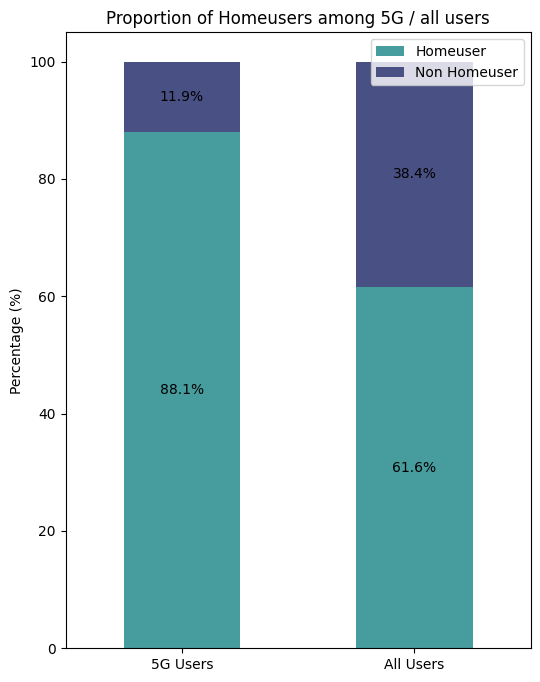 Proportion of Homeusers among 5G / all users
Homeuser
Non Homeuser
100
11.9%
80
38.4%
60
Percentage (%)
88.1%
40
61.6%
20
0
5G Users
All Users